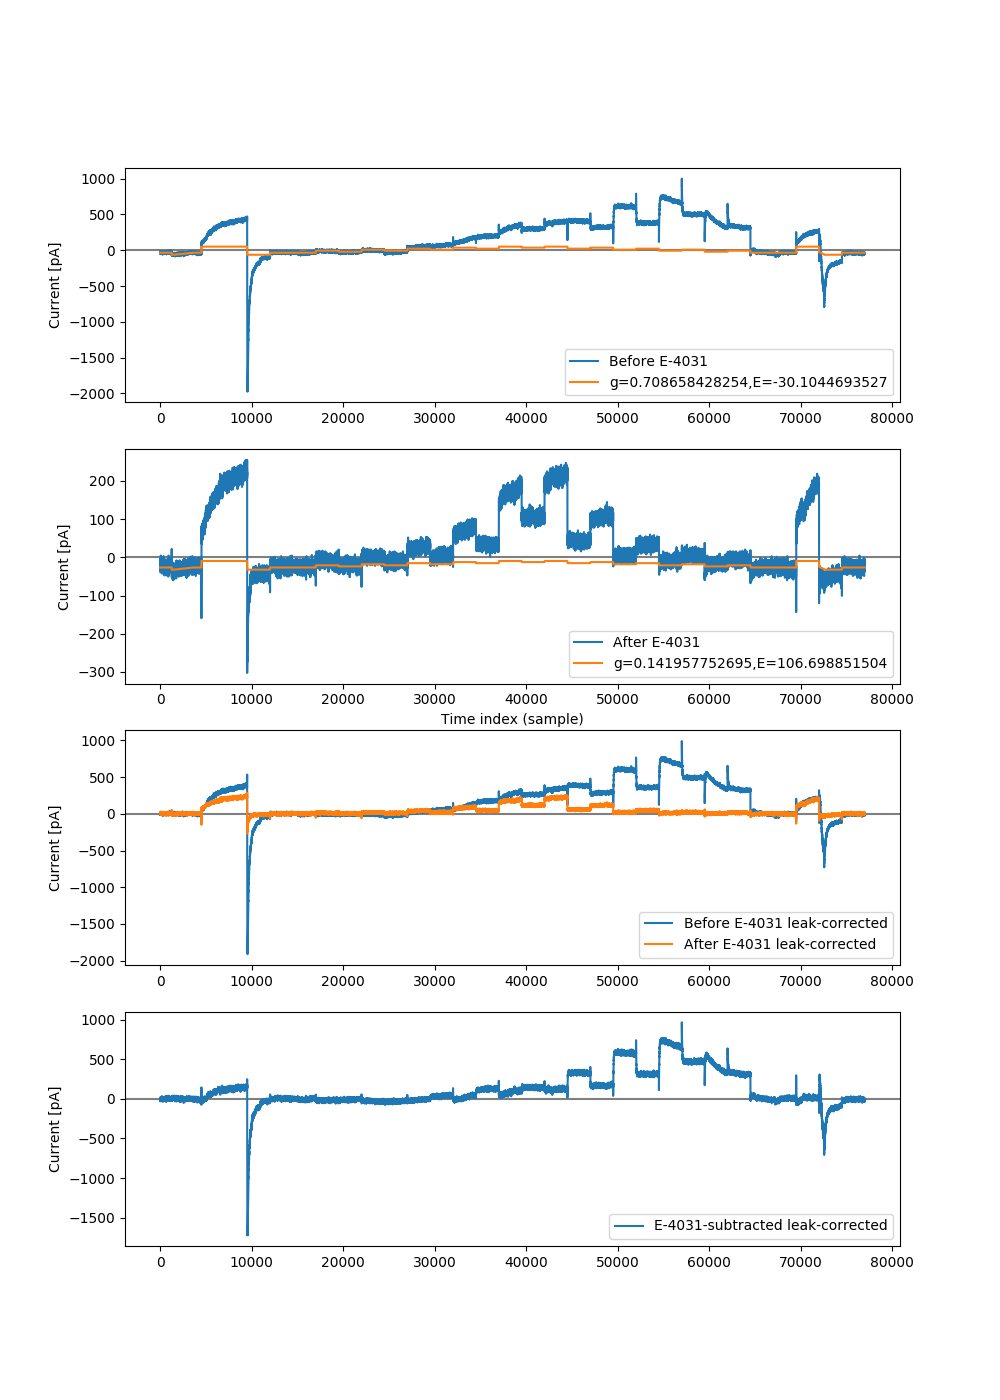 1000
500
0
−500
−1000
−1500
−2000
Current [pA]
Before E-4031
g=0.708658428254,E=-30.1044693527
0 10000 20000 30000 40000 50000 60000 70000 80000
200
100
0
−100
−200
−300
Current [pA]
After E-4031
g=0.141957752695,E=106.698851504
0 10000 20000 30000 40000 50000 60000 70000 80000
Time index (sample)
1000
500
0
−500
−1000
−1500
−2000
Current [pA]
Before E-4031 leak-corrected
After E-4031 leak-corrected
0 10000 20000 30000 40000 50000 60000 70000 80000
1000
500
0
−500
−1000
−1500
Current [pA]
E-4031-subtracted leak-corrected
0 10000 20000 30000 40000 50000 60000 70000 80000